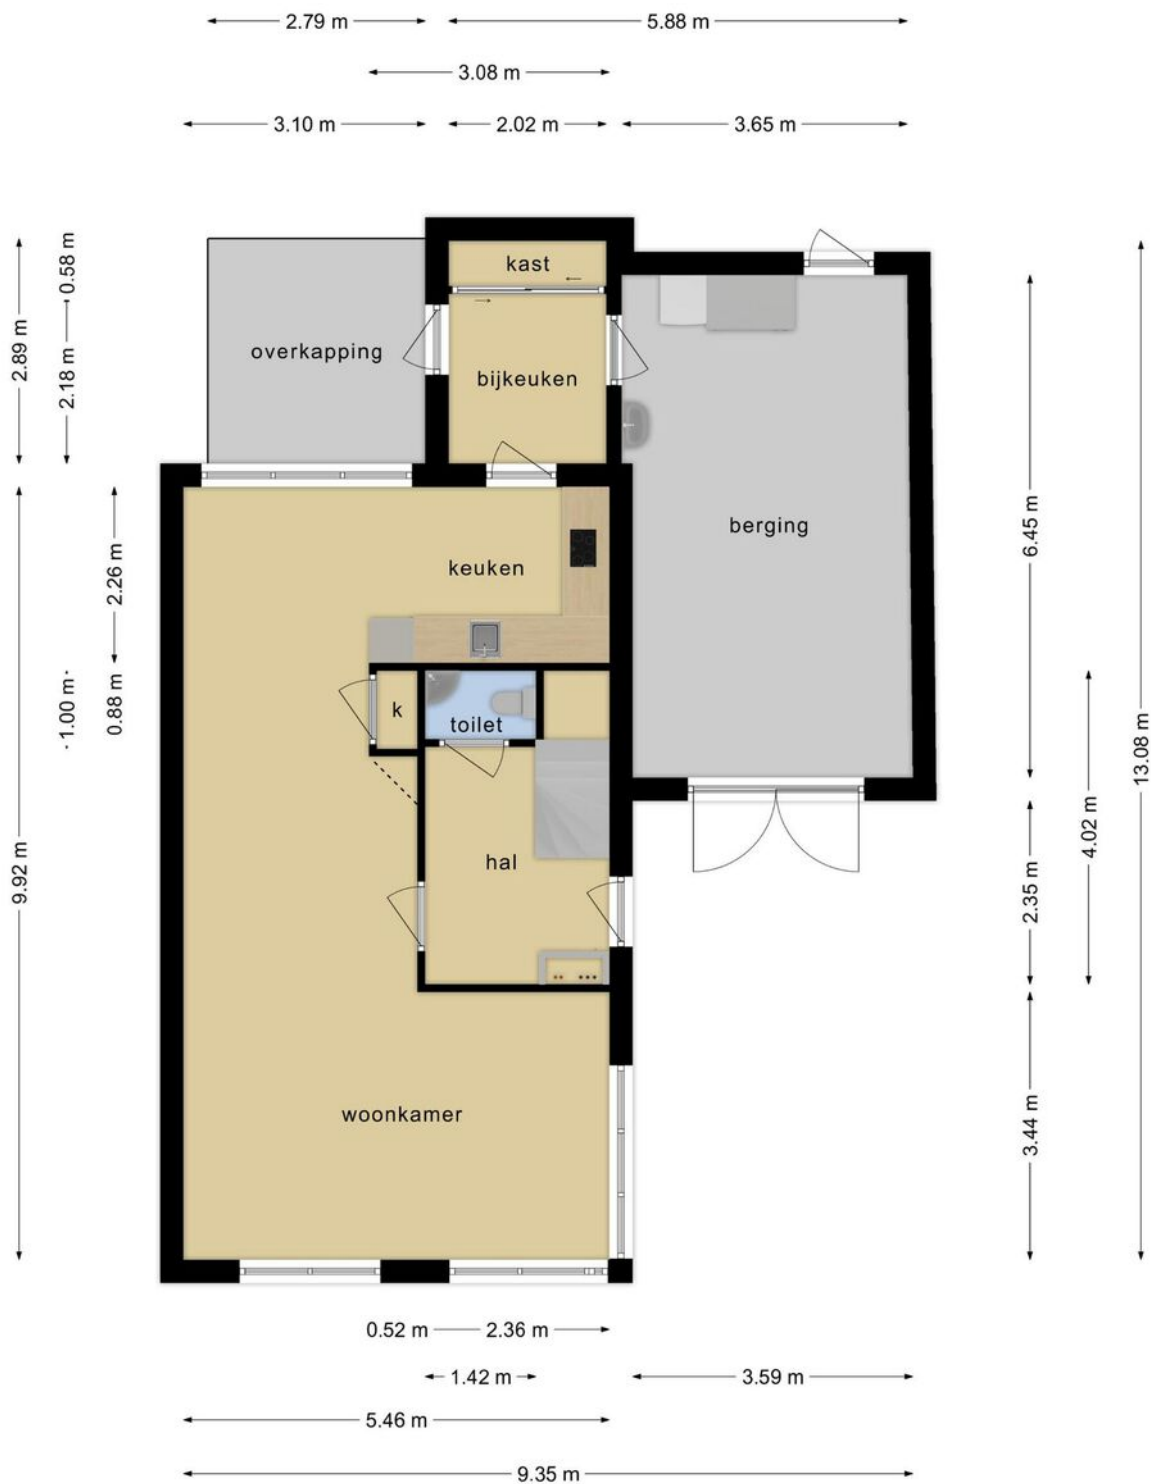 2.79 m
5.88 m
3.08 m
3.10 m
2.02 m
3.65 m
2.89 m
0.58 m
2.18 m
kast
overkapping
bijkeuken
berging
6.45 m
2.26 m
keuken
1.00 m
0.88 m
k
toilet
13.08 m
4.02 m
hal
9.92 m
2.35 m
woonkamer
3.44 m
0.52 m
2.36 m
1.42 m
3.59 m
5.46 m
9.35 m